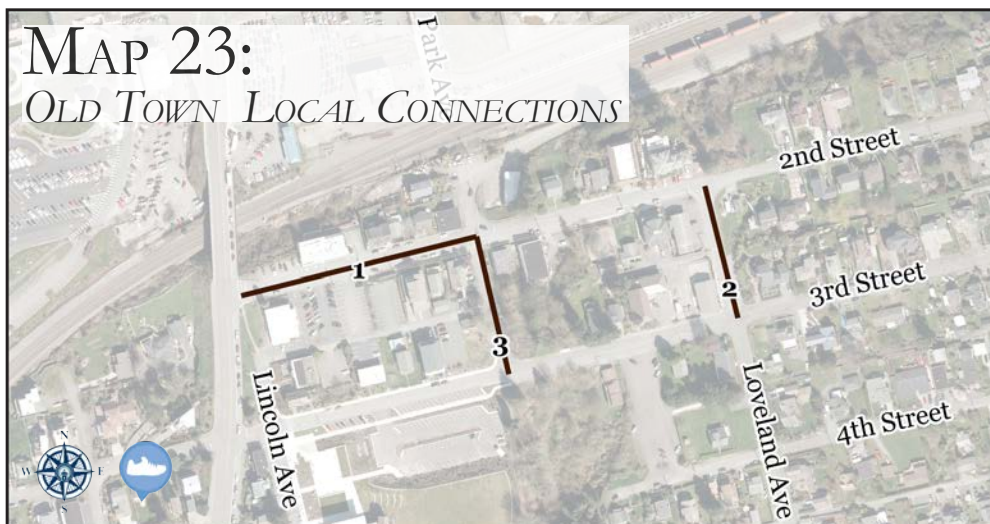 MAP 23:
OLD TOWN LOCAL CONNECTIONS
Park A
2nd Street
3rd Street
4th Street
Lincoln Ave
Loveland Ave
1
2
3
N
W E
S